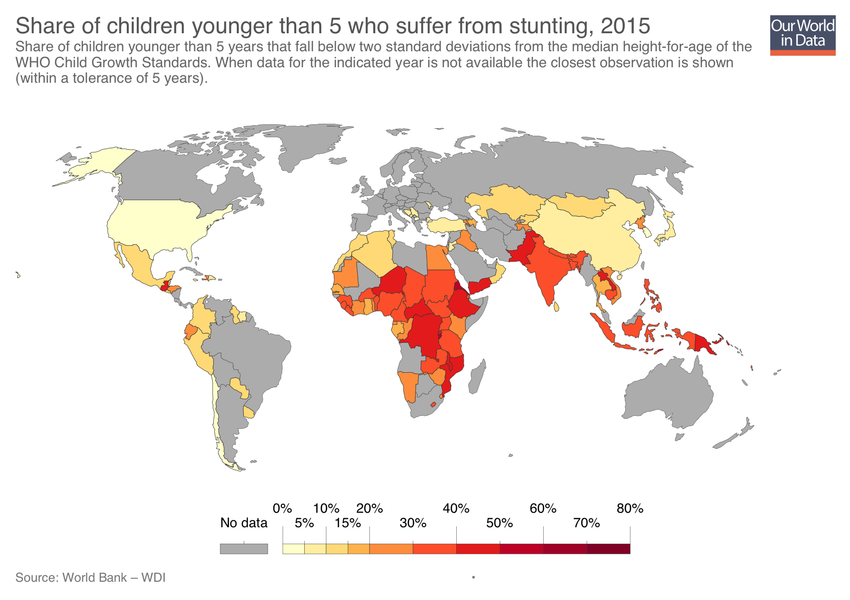 Share of children younger than 5 who suffer from stunting, 2015
Share of children younger than 5 years that fall below two standard deviations from the median height-for-age of the
WHO Child Growth Standards. When data for the indicated year is not available the closest observation is shown
(within a tolerance of 5 years).
Our World
in Data
0% 10% 20% 40% 60% 80%
No data 5% 15% 30% 50% 70%
Source: World Bank – WDI